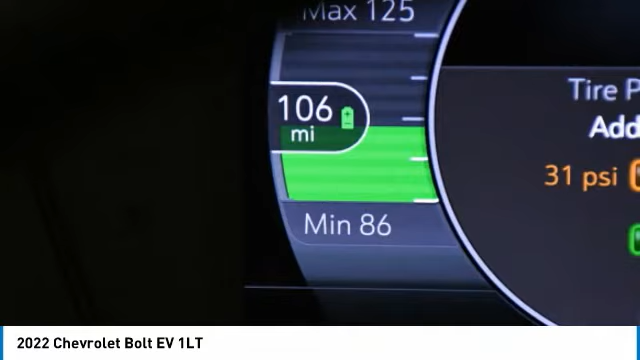 Max 125
106
mi
Min 86
Tire P
Add
31 psi
2022 Chevrolet Bolt EV 1LT